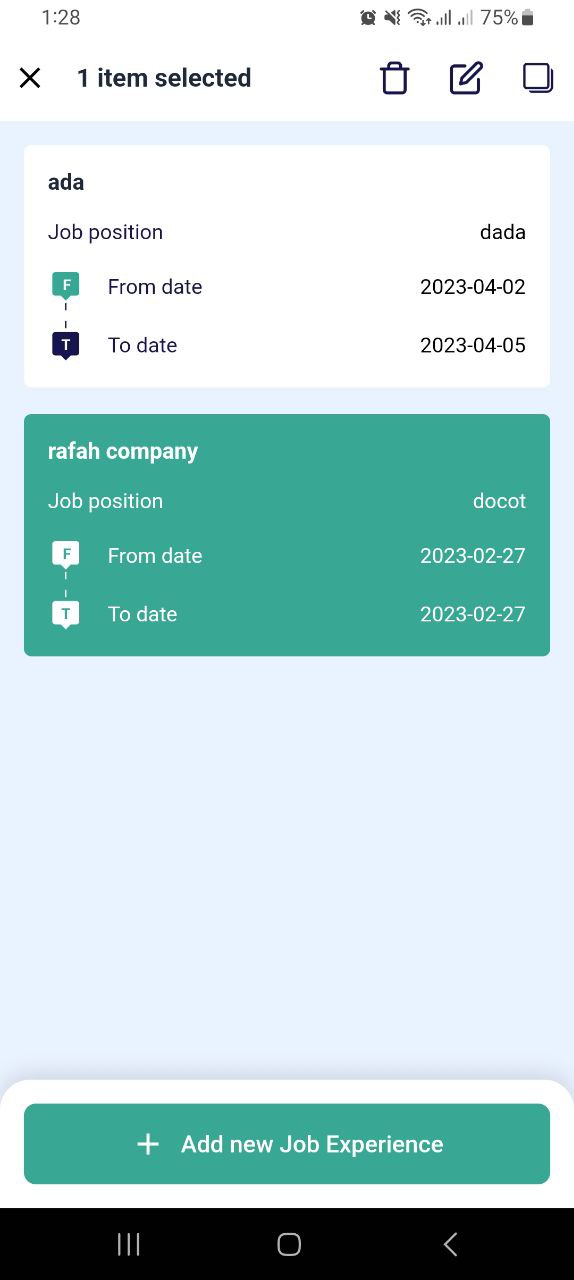 1:28 75%
1 item selected
ada
Job position dada
F From date 2023-04-02
T To date 2023-04-05
rafah company
Job position docot
F From date 2023-02-27
T To date 2023-02-27
Add new Job Experience